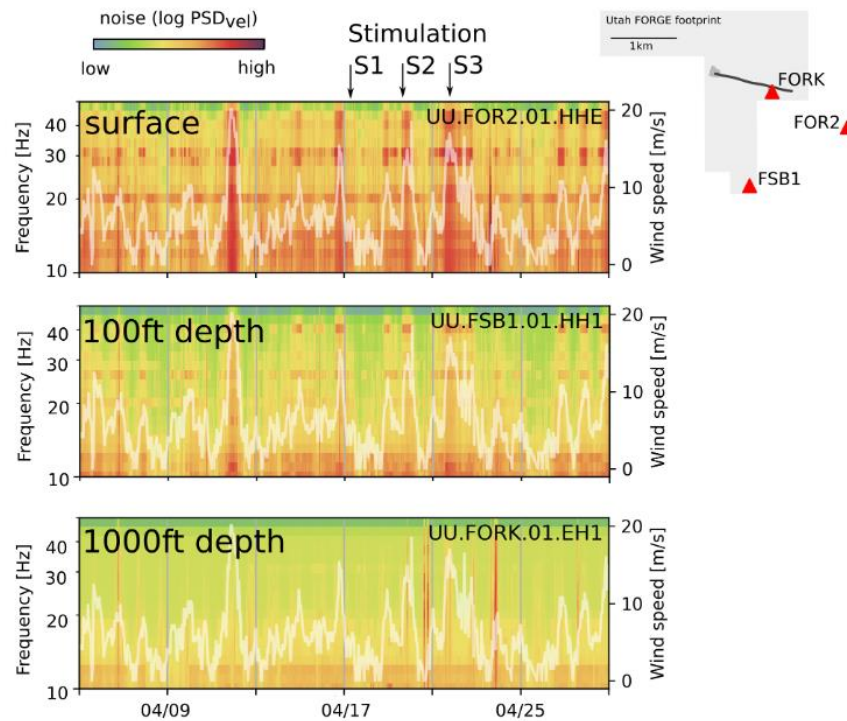 noise (log PSDvel)
low
high
Stimulation
S1 S2 S3
Utah FORGE footprint
1km
FORK
FOR2
FSB1
surface
UU.FOR2.01.HHE
Frequency [Hz]
40
30
20
10
Wind speed [m/s]
20
10
0
100ft depth
UU.FSB1.01.HH1
Frequency [Hz]
40
30
20
10
Wind speed [m/s]
20
10
0
1000ft depth
UU.FORK.01.EH1
Frequency [Hz]
40
30
20
10
Wind speed [m/s]
20
10
0
04/09 04/17 04/25